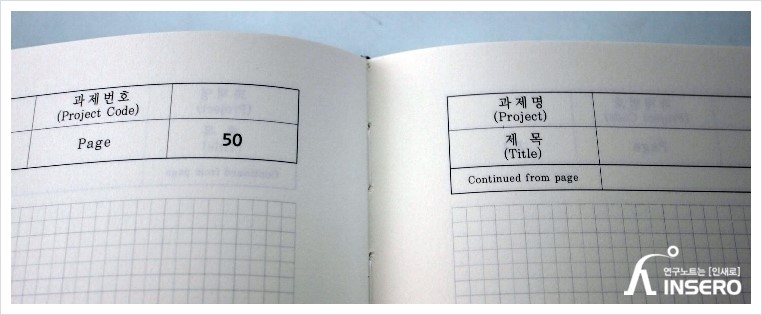 과제번호
(Project Code)
Page
50
과 제 명
(Project)
제 목
(Title)
Continued from page
연구노트는 [인새로]
INSERO